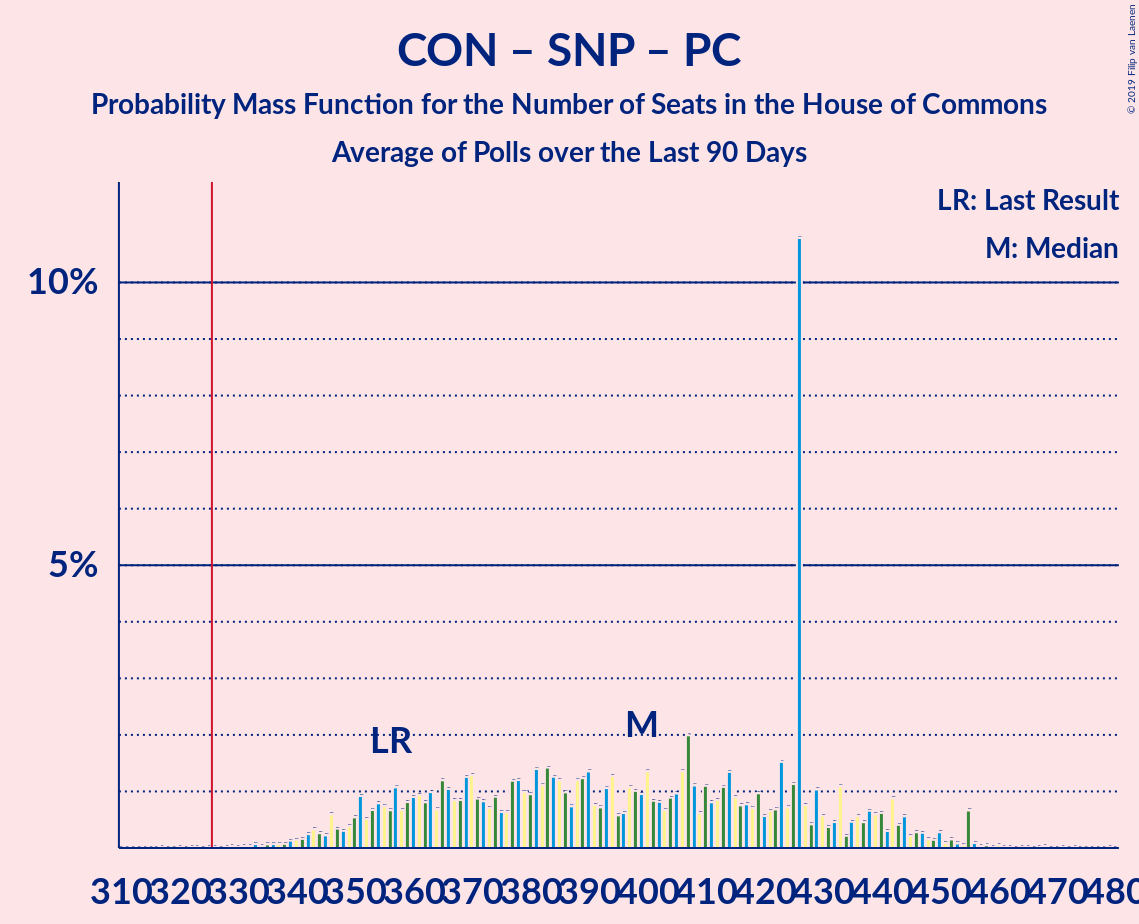 CON – SNP – PC
Probability Mass Function for the Number of Seats in the House of Commons
Average of Polls over the Last 90 Days
© 2019 Filip van Laenen
LR: Last Result
M: Median
10%
5%
LR
M
310 320 330 340 350 360 370 380 390 400 410 420 430 440 450 460 470 480